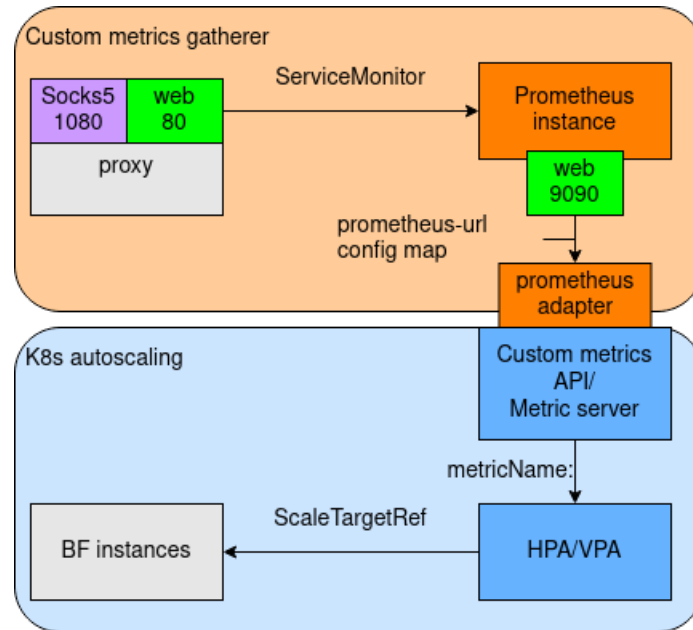 Custom metrics gatherer
Socks5
1080
web
80
proxy
ServiceMonitor
Prometheus
instance
web
9090
prometheus-url
config map
prometheus
adapter
K8s autoscaling
Custom metrics
API/
Metric server
metricName:
HPA/VPA
ScaleTargetRef
BF instances